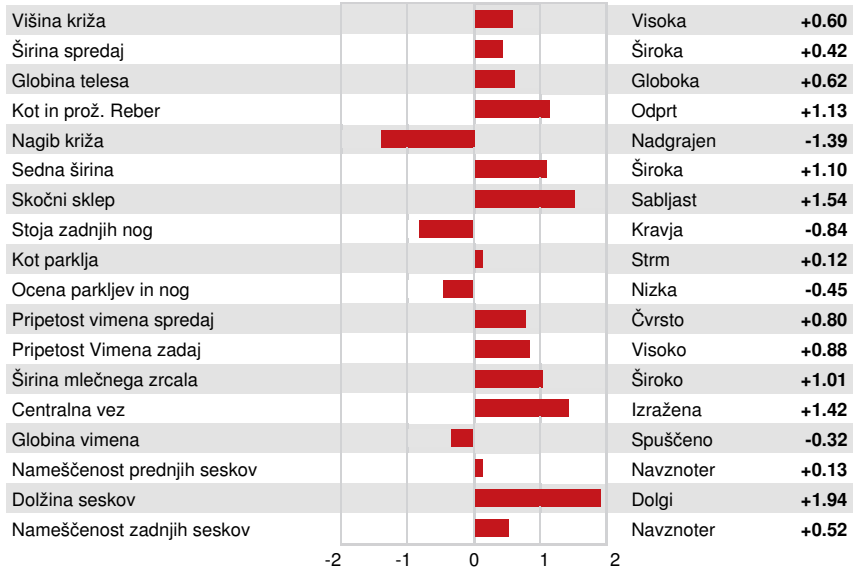 Višina križa Visoka +0.60
Širina spredaj Široka +0.42
Globina telesa Globoka +0.62
Kot in prož. Reber Odprt +1.13
Nagib križa Nadgrajen -1.39
Sedna širina Široka +1.10
Skočni sklep Sabljast +1.54
Stoja zadnjih nog Kravja -0.84
Kot parklja Strm +0.12
Ocena parkljev in nog Nizka -0.45
Pripetost vimena spredaj Čvrsto +0.80
Pripetost Vimena zadaj Visoko +0.88
Širina mlečnega zrcala Široko +1.01
Centralna vez Izražena +1.42
Globina vimena Spuščeno -0.32
Nameščenost prednjih seskov Navznoter +0.13
Dolžina seskov Dolgi +1.94
Nameščenost zadnjih seskov Navznoter +0.52
-2 -1 0 1 2